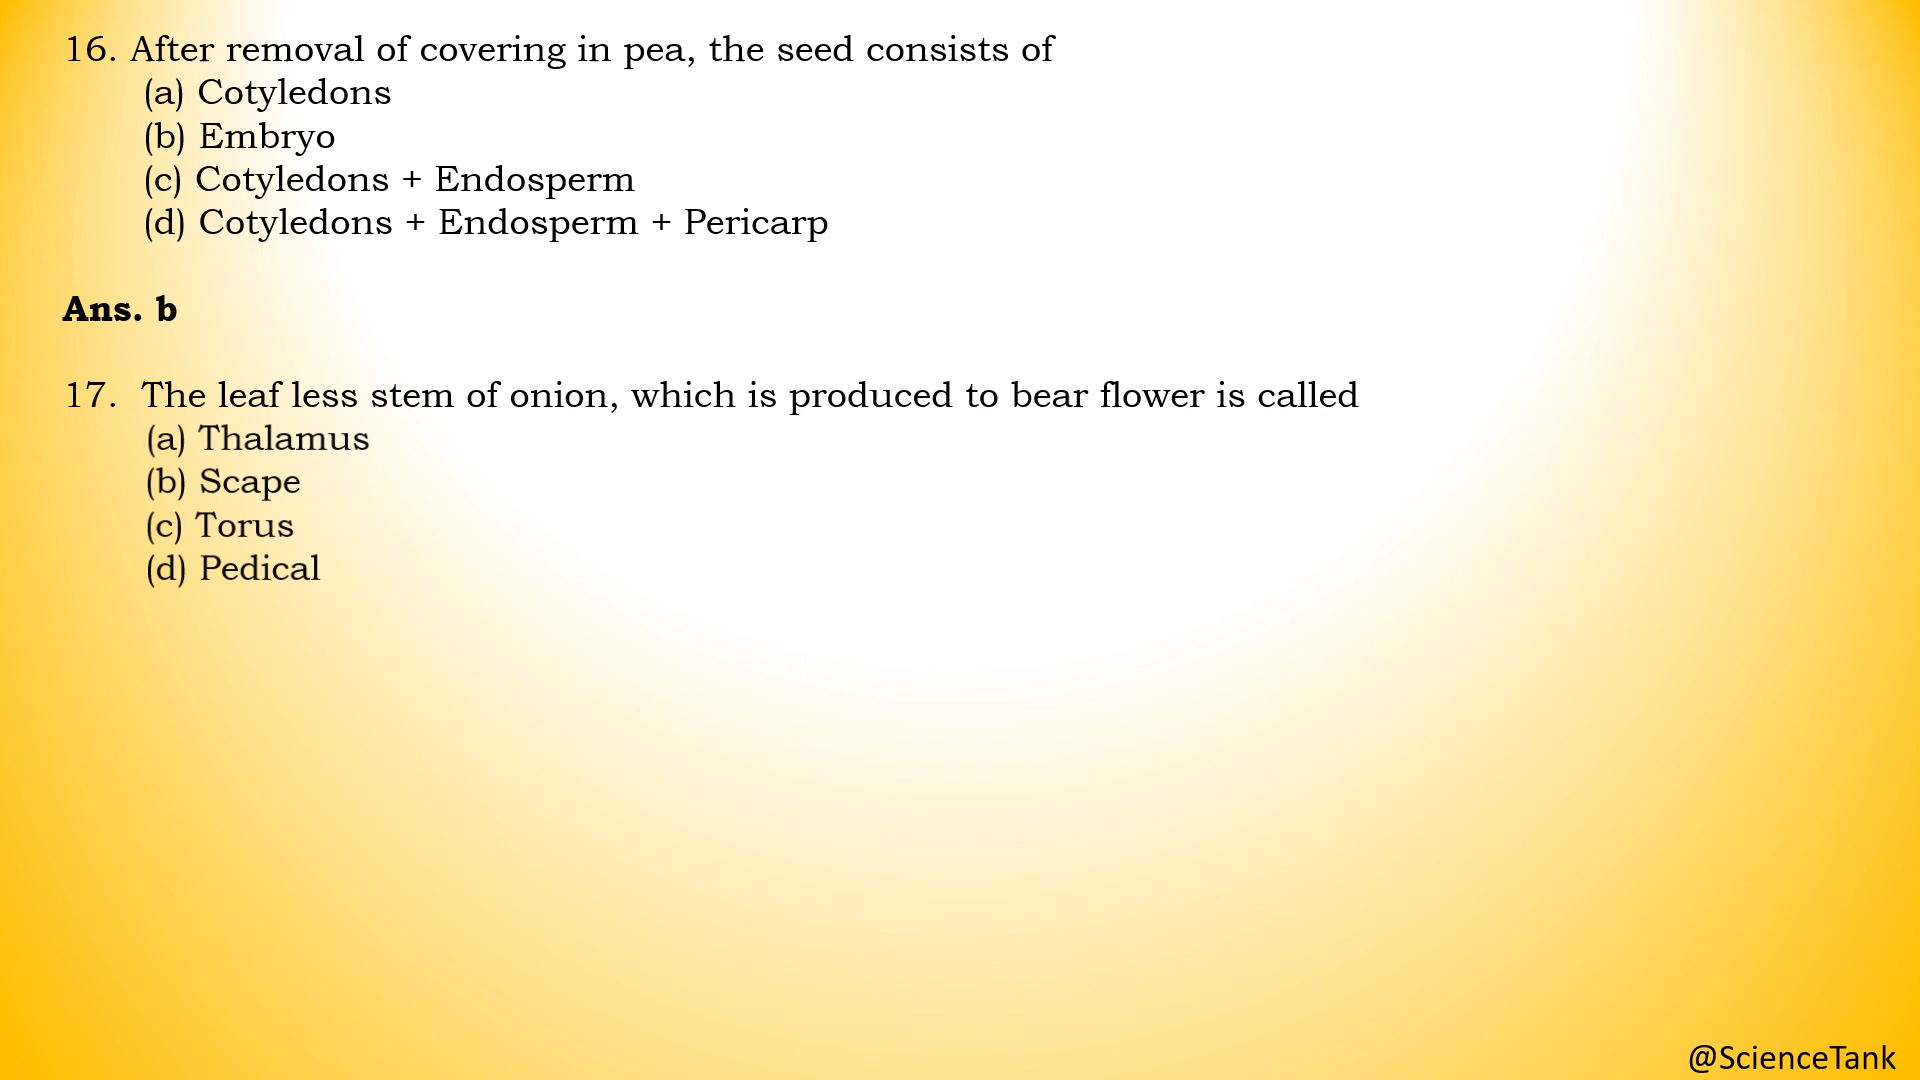 16. After removal of covering in pea, the seed consists of
(a) Cotyledons
(b) Embryo
(c) Cotyledons + Endosperm
(d) Cotyledons + Endosperm + Pericarp
Ans. b
17. The leaf less stem of onion, which is produced to bear flower is called
(a) Thalamus
(b) Scape
(c) Torus
(d) Pedical
@ScienceTank